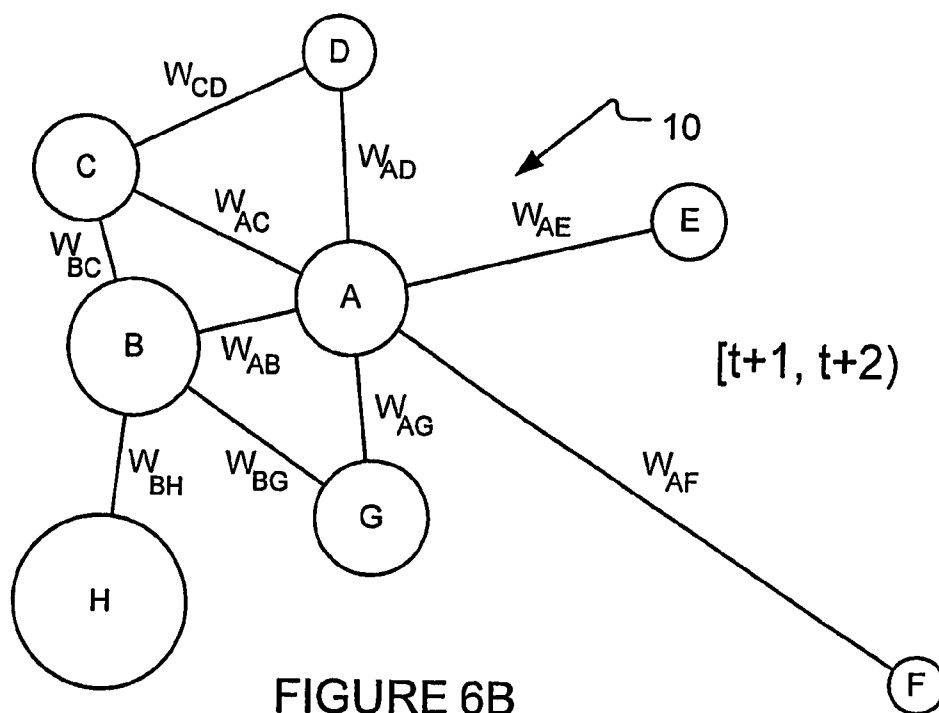 D
W_CD
10
C
W_AD
W_AC
W_AE
E
W_BC
A
B
W_AB
[t+1, t+2)
W_AG
W_BH
W_BG
W_AF
G
H
F
FIGURE 6B